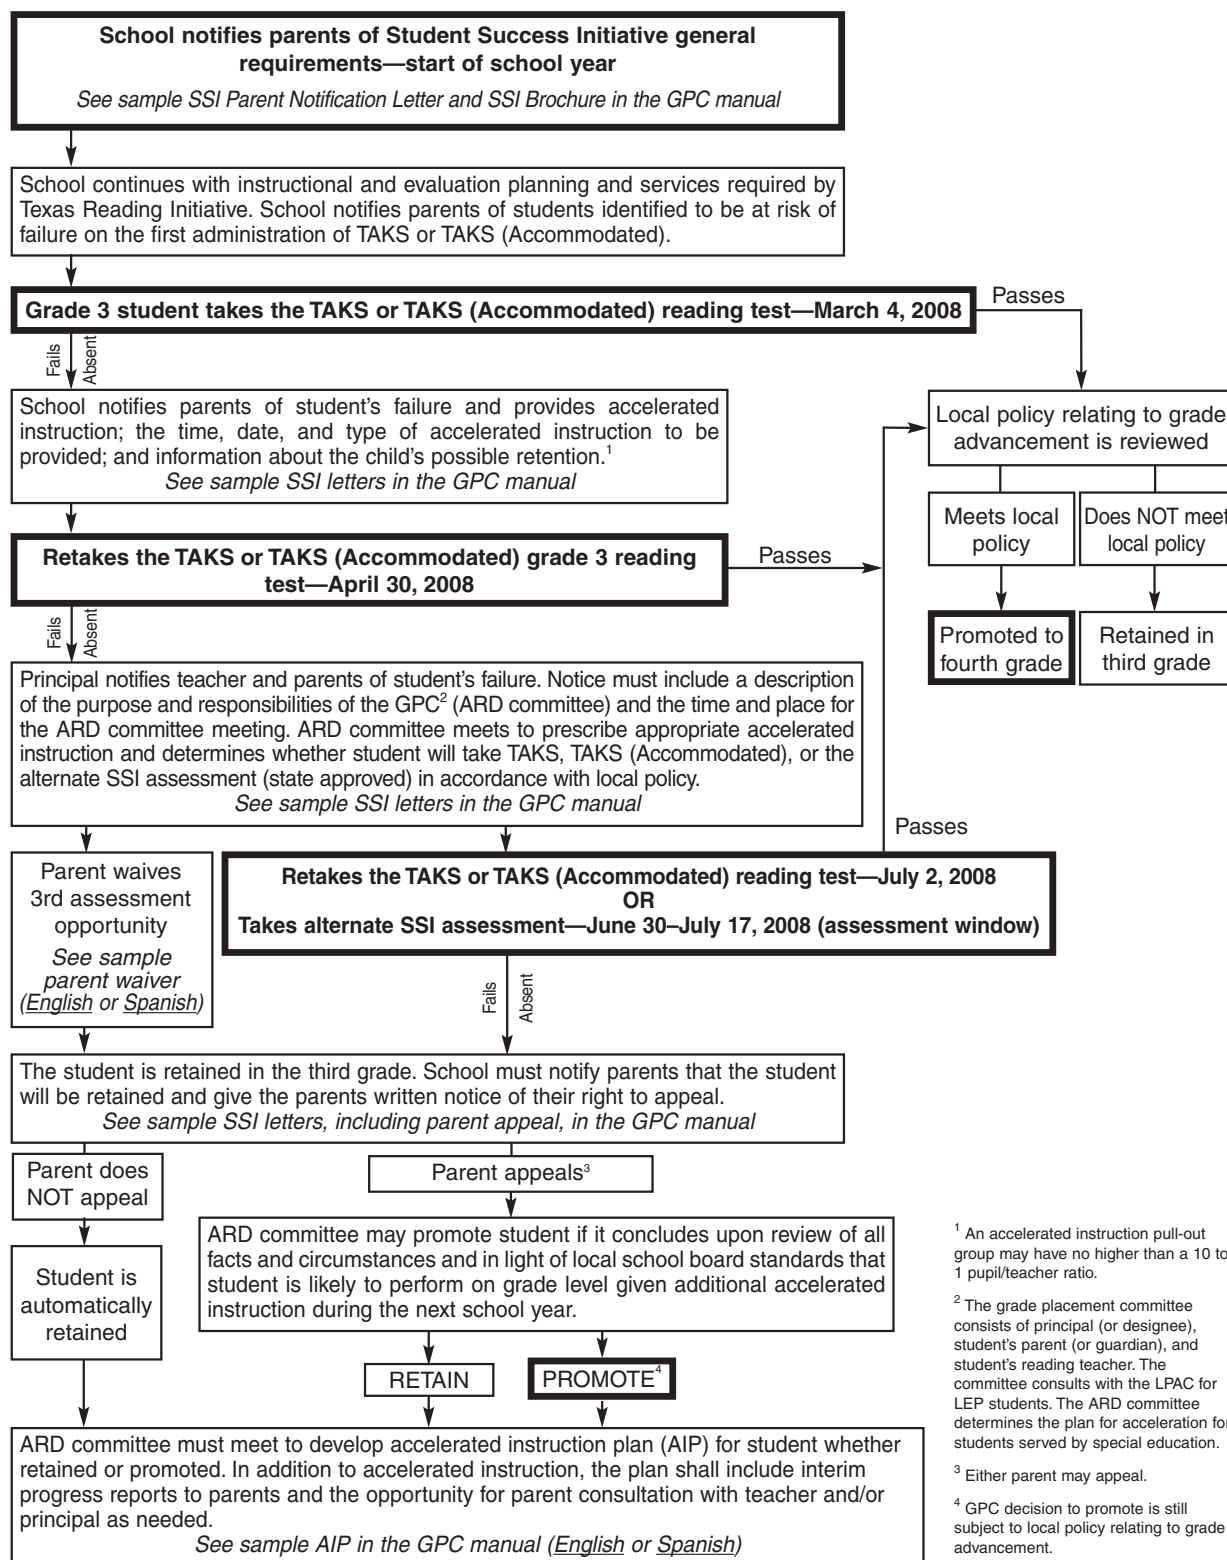 School notifies parents of Student Success Initiative general
requirements—start of school year
See sample SSI Parent Notification Letter and SSI Brochure in the GPC manual
School continues with instructional and evaluation planning and services required by
Texas Reading Initiative. School notifies parents of students identified to be at risk of
failure on the first administration of TAKS or TAKS (Accommodated).
Grade 3 student takes the TAKS or TAKS (Accommodated) reading test—March 4, 2008
Passes
Fails
Absent
School notifies parents of student's failure and provides accelerated
instruction; the time, date, and type of accelerated instruction to be
provided; and information about the child's possible retention.1
See sample SSI letters in the GPC manual
Local policy relating to grade
advancement is reviewed
Meets local
policy
Does NOT meet
local policy
Promoted to
fourth grade
Retained in
third grade
Retakes the TAKS or TAKS (Accommodated) grade 3 reading
test—April 30, 2008
Passes
Fails
Absent
Principal notifies teacher and parents of student's failure. Notice must include a description
of the purpose and responsibilities of the GPC2 (ARD committee) and the time and place for
the ARD committee meeting. ARD committee meets to prescribe appropriate accelerated
instruction and determines whether student will take TAKS, TAKS (Accommodated), or the
alternate SSI assessment (state approved) in accordance with local policy.
See sample SSI letters in the GPC manual
Passes
Parent waives
3rd assessment
opportunity
See sample
parent waiver
(English or Spanish)
Retakes the TAKS or TAKS (Accommodated) reading test—July 2, 2008
OR
Takes alternate SSI assessment—June 30–July 17, 2008 (assessment window)
Fails
Absent
The student is retained in the third grade. School must notify parents that the student
will be retained and give the parents written notice of their right to appeal.
See sample SSI letters, including parent appeal, in the GPC manual
Parent does
NOT appeal
Parent appeals3
Student is
automatically
retained
ARD committee may promote student if it concludes upon review of all
facts and circumstances and in light of local school board standards that
student is likely to perform on grade level given additional accelerated
instruction during the next school year.
RETAIN
PROMOTE4
ARD committee must meet to develop accelerated instruction plan (AIP) for student whether
retained or promoted. In addition to accelerated instruction, the plan shall include interim
progress reports to parents and the opportunity for parent consultation with teacher and/or
principal as needed.
See sample AIP in the GPC manual (English or Spanish)
1 An accelerated instruction pull-out
group may have no higher than a 10 to
1 pupil/teacher ratio.
2 The grade placement committee
consists of principal (or designee),
student's parent (or guardian), and
student's reading teacher. The
committee consults with the LPAC for
LEP students. The ARD committee
determines the plan for acceleration for
students served by special education.
3 Either parent may appeal.
4 GPC decision to promote is still
subject to local policy relating to grade
advancement.